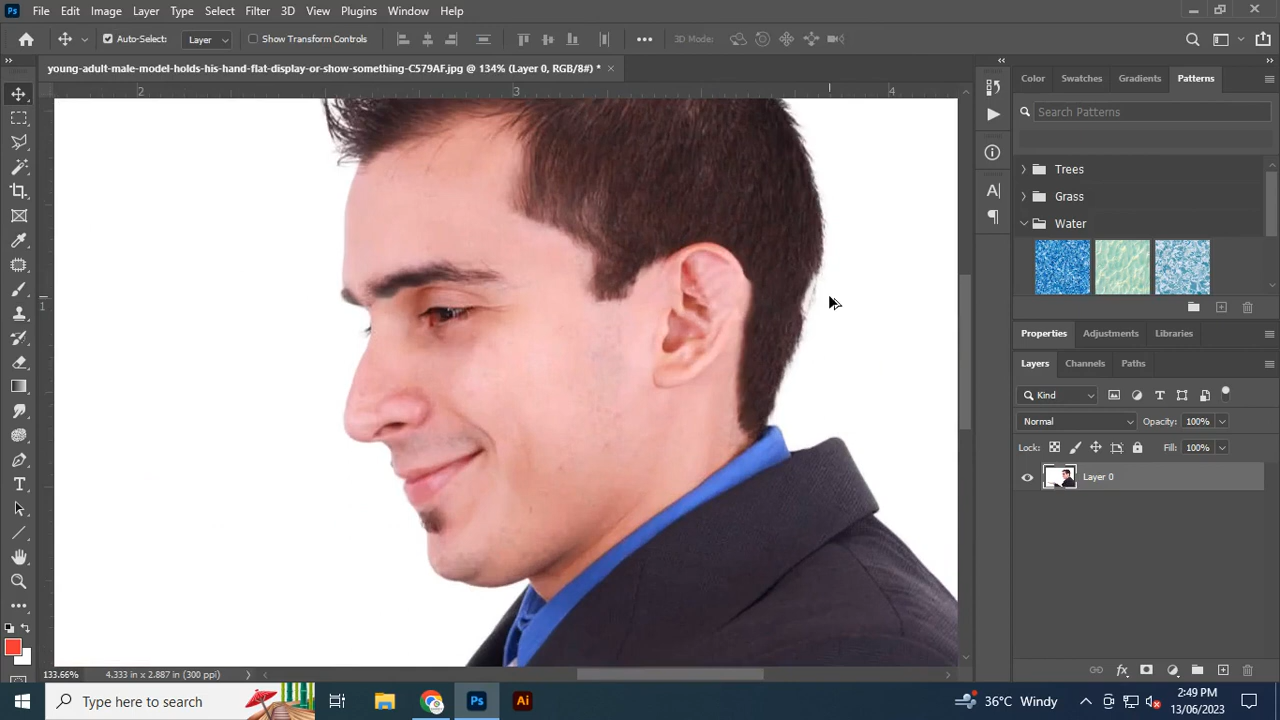 Ps File Edit Image Layer Type Select Filter 3D View Plugins Window Help
Auto-Select: Layer Show Transform Controls 3D Mode:
young-adult-male-model-holds-his-hand-flat-display-or-show-something-C579AF.jpg @ 134% (Layer 0, RGB/8#) *
Color Swatches Gradients Patterns
2 3 4
Search Patterns
Trees
Grass
Water
1
Properties Adjustments Libraries
Layers Channels Paths
Kind
Normal Opacity: 100%
Lock: Fill: 100%
Layer 0
133.66% 4.333 in x 2.887 in (300 ppi)
Type here to search
Ps Ai
36°C Windy
2:49 PM
13/06/2023